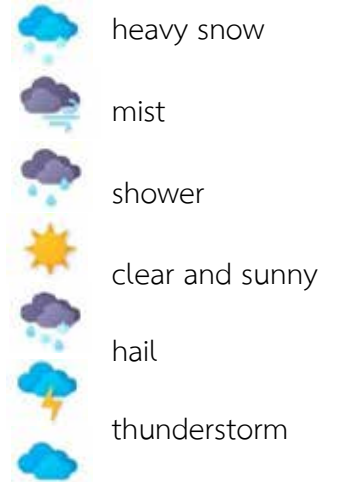 heavy snow
mist
shower
clear and sunny
hail
thunderstorm